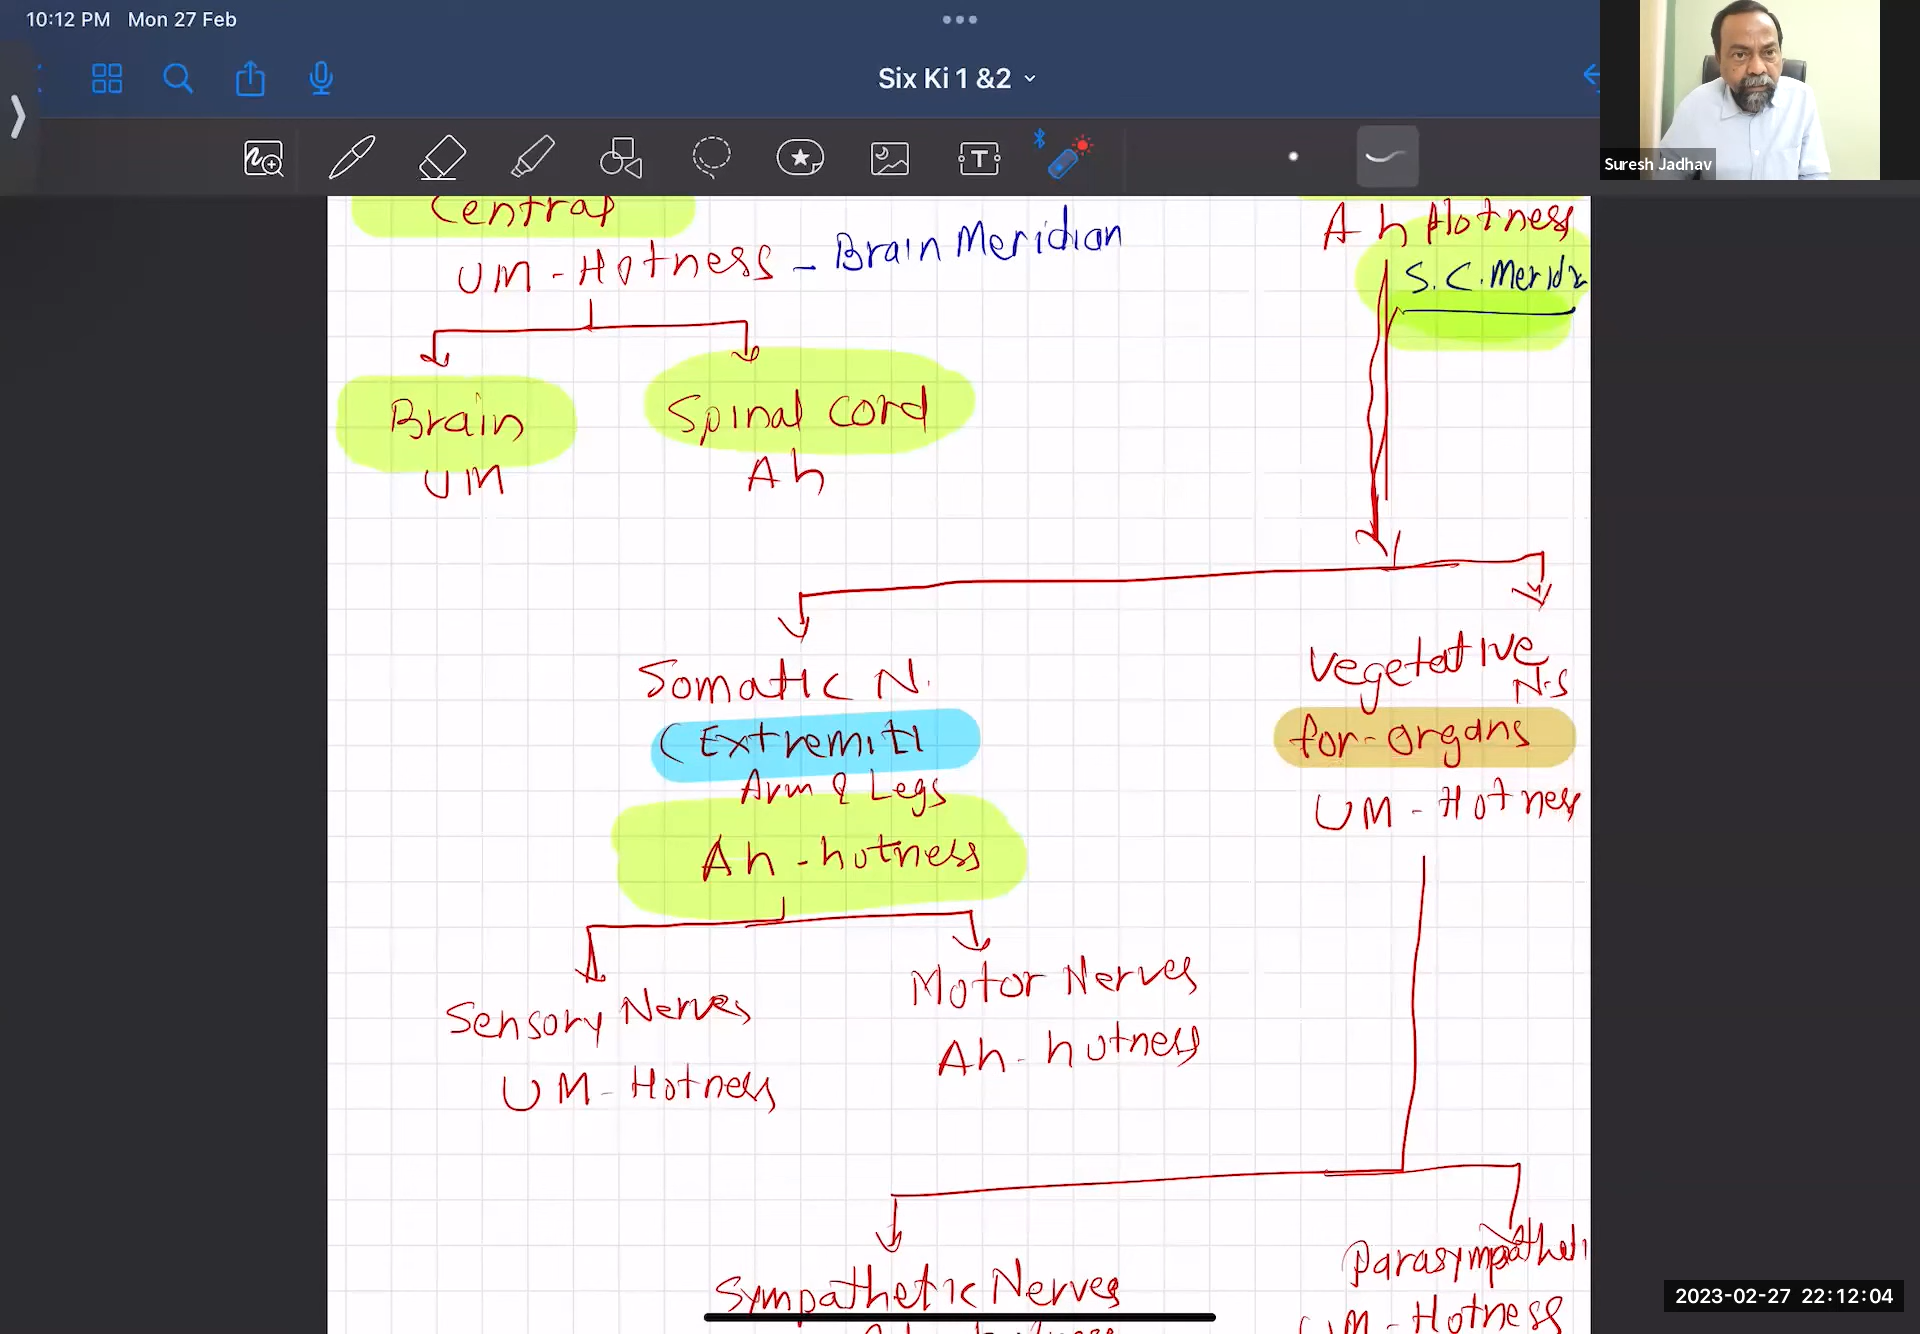 10:12 PM Mon 27 Feb
Six Ki 1 &2
Suresh Jadhav
Central
UM - Hotness - Brain Meridian
Ah Hotness
S.C. Merid
Brain
UM
Spinal cord
Ah
Somatic N.
(Extremiti
Arm & Legs
Ah - hotness
Vegetative
N.S
for-organs
UM - Hotness
Sensory Nerves
UM - Hotness
Motor Nerves
Ah - hotness
Sympathetic Nerves
Parasympatheti
UM - Hotness
2023-02-27 22:12:04